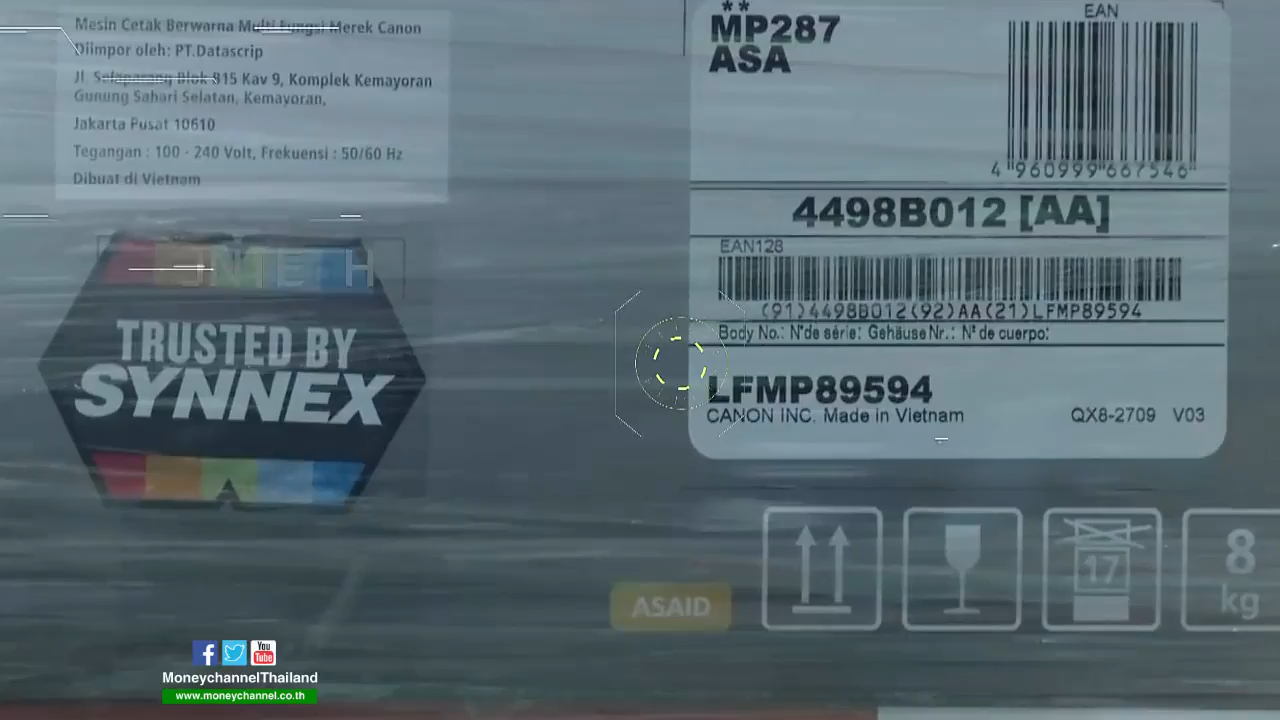 Mesin Cetak Berwarna Multi Fungsi Merek Canon
Diimpor oleh: PT.Datascrip
Jl. Selaparang Blok B15 Kav 9, Komplek Kemayoran
Gunung Sahari Selatan, Kemayoran,
Jakarta Pusat 10610
Tegangan : 100 - 240 Volt, Frekuensi : 50/60 Hz
Dibuat di Vietnam
TRUSTED BY
SYNNEX
**
MP287
ASA
EAN
4 960999 667546
4498B012 [AA]
EAN128
(91)4498B012(92)AA(21)LFMP89594
Body No.: N° de série: Gehäuse Nr.: N° de cuerpo:
LFMP89594
CANON INC. Made in Vietnam QX8-2709 V03
17
8
kg
ASAID
You
Tube
MoneychannelThailand
www.moneychannel.co.th